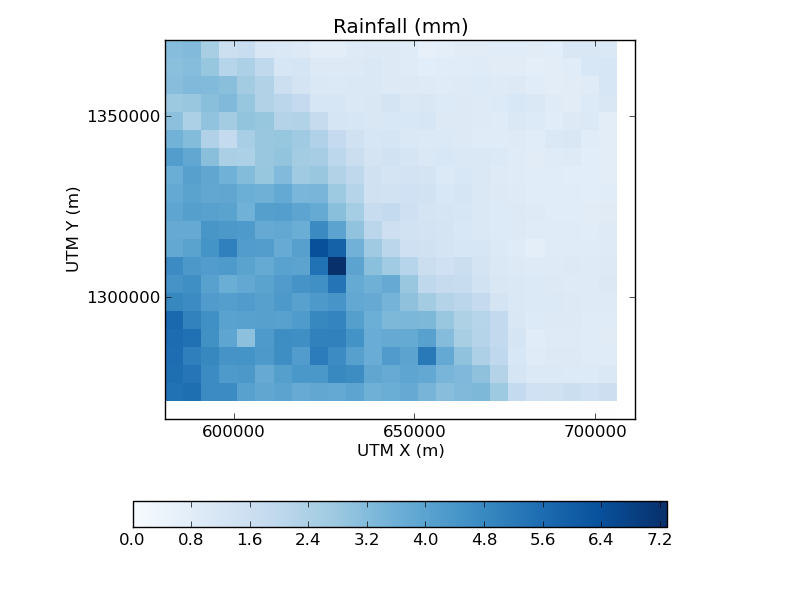 Rainfall (mm)
1350000
1300000
UTM Y (m)
600000 650000 700000
UTM X (m)
0.0 0.8 1.6 2.4 3.2 4.0 4.8 5.6 6.4 7.2